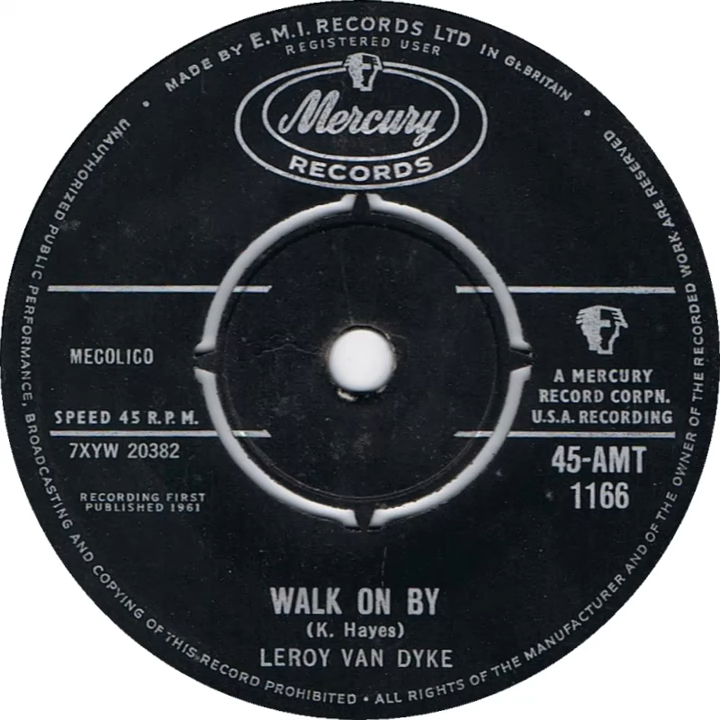 MADE BY E.M.I. RECORDS LTD IN GT.BRITAIN
REGISTERED USER
Mercury
RECORDS
MECOLICO
SPEED 45 R.P.M.
7XYW 20382
RECORDING FIRST
PUBLISHED 1961
A MERCURY
RECORD CORPN.
U.S.A. RECORDING
45-AMT
1166
WALK ON BY
(K. Hayes)
LEROY VAN DYKE
UNAUTHORIZED PUBLIC PERFORMANCE, BROADCASTING AND COPYING OF THIS RECORD PROHIBITED • ALL RIGHTS OF THE MANUFACTURER AND OF THE OWNER OF THE RECORDED WORK ARE RESERVED